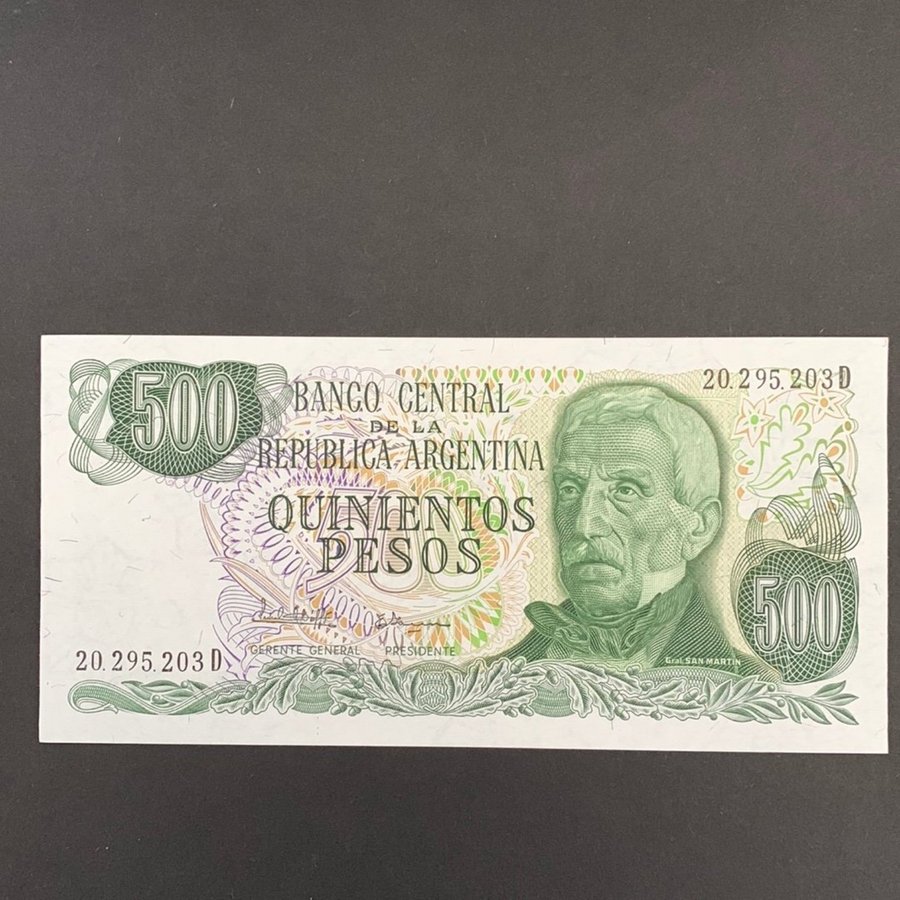 500
20.295.203D
BANCO CENTRAL
DE LA
REPUBLICA ARGENTINA
QUINIENTOS
PESOS
500
GERENTE GENERAL PRESIDENTE
20.295.203D
Gral. SAN MARTIN
500